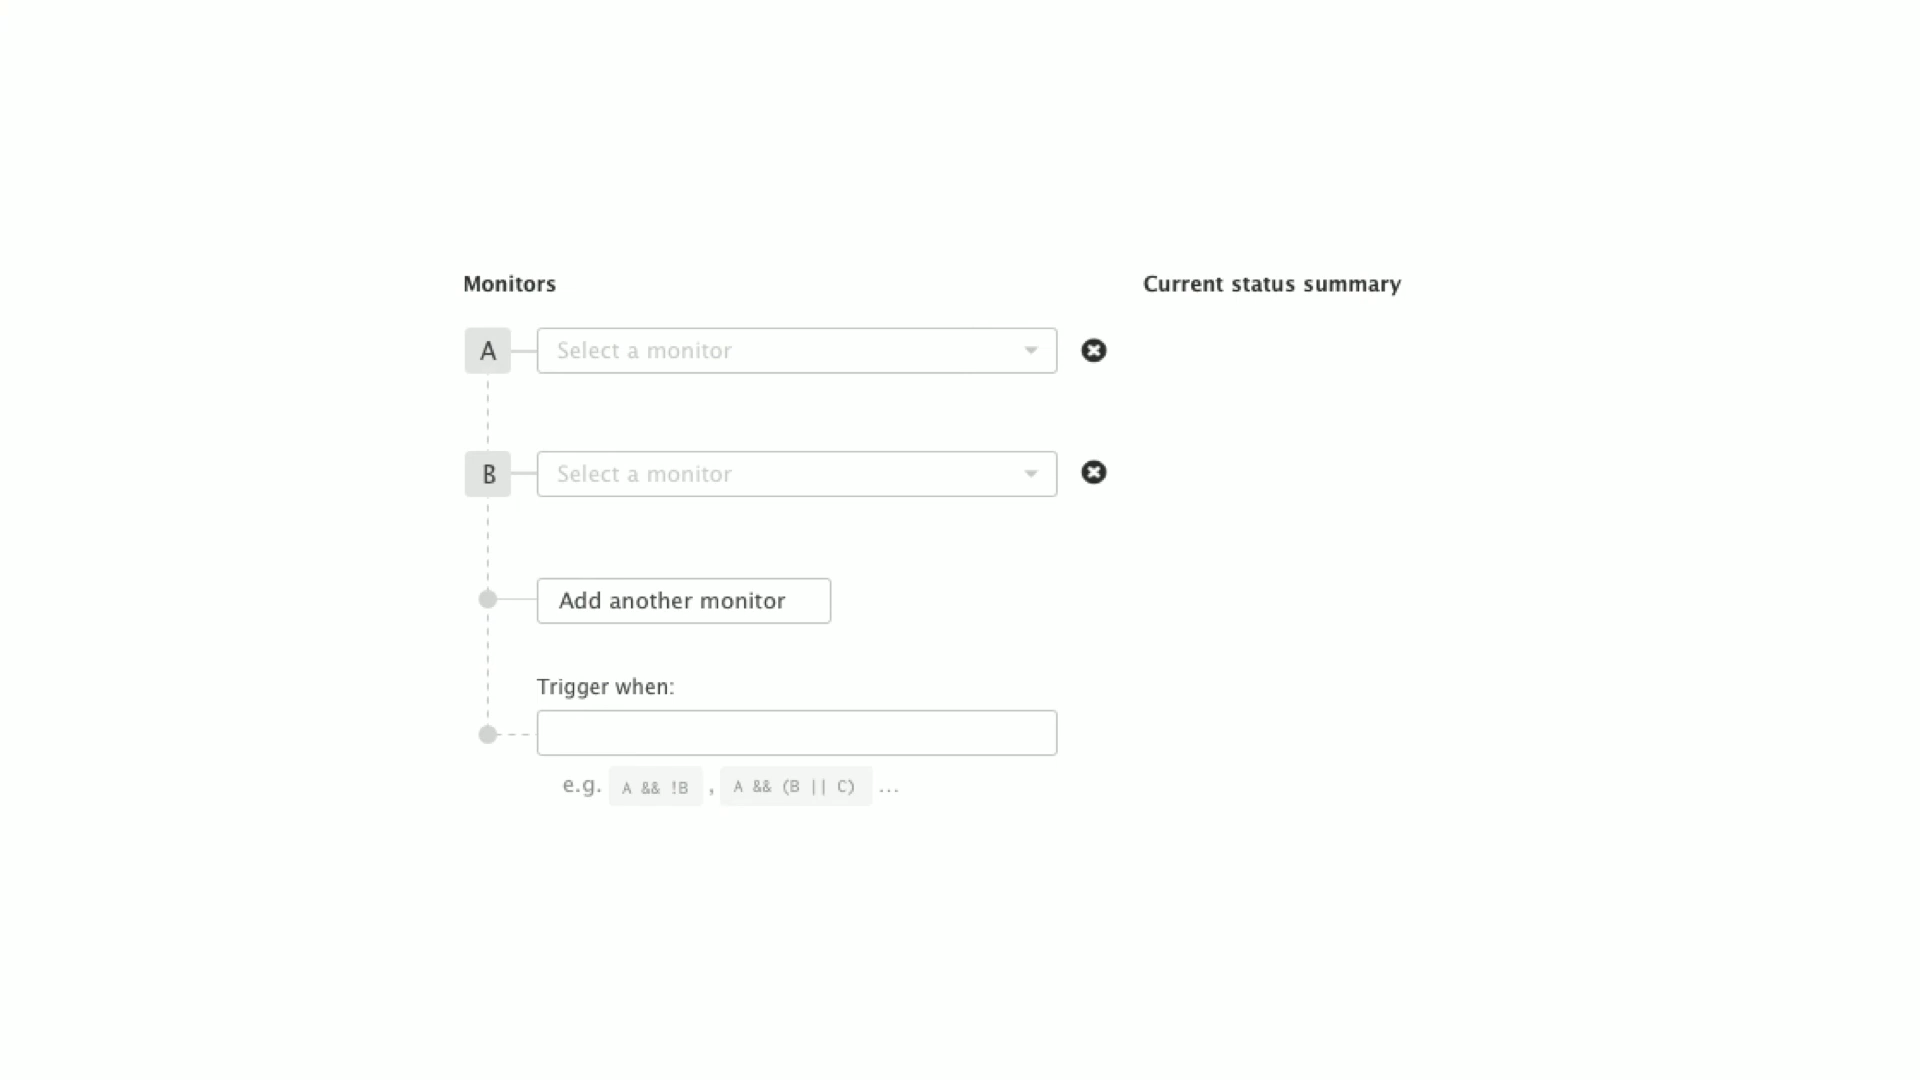 Monitors Current status summary
A Select a monitor
B Select a monitor
Add another monitor
Trigger when:
e.g. A && !B , A && (B || C) ...